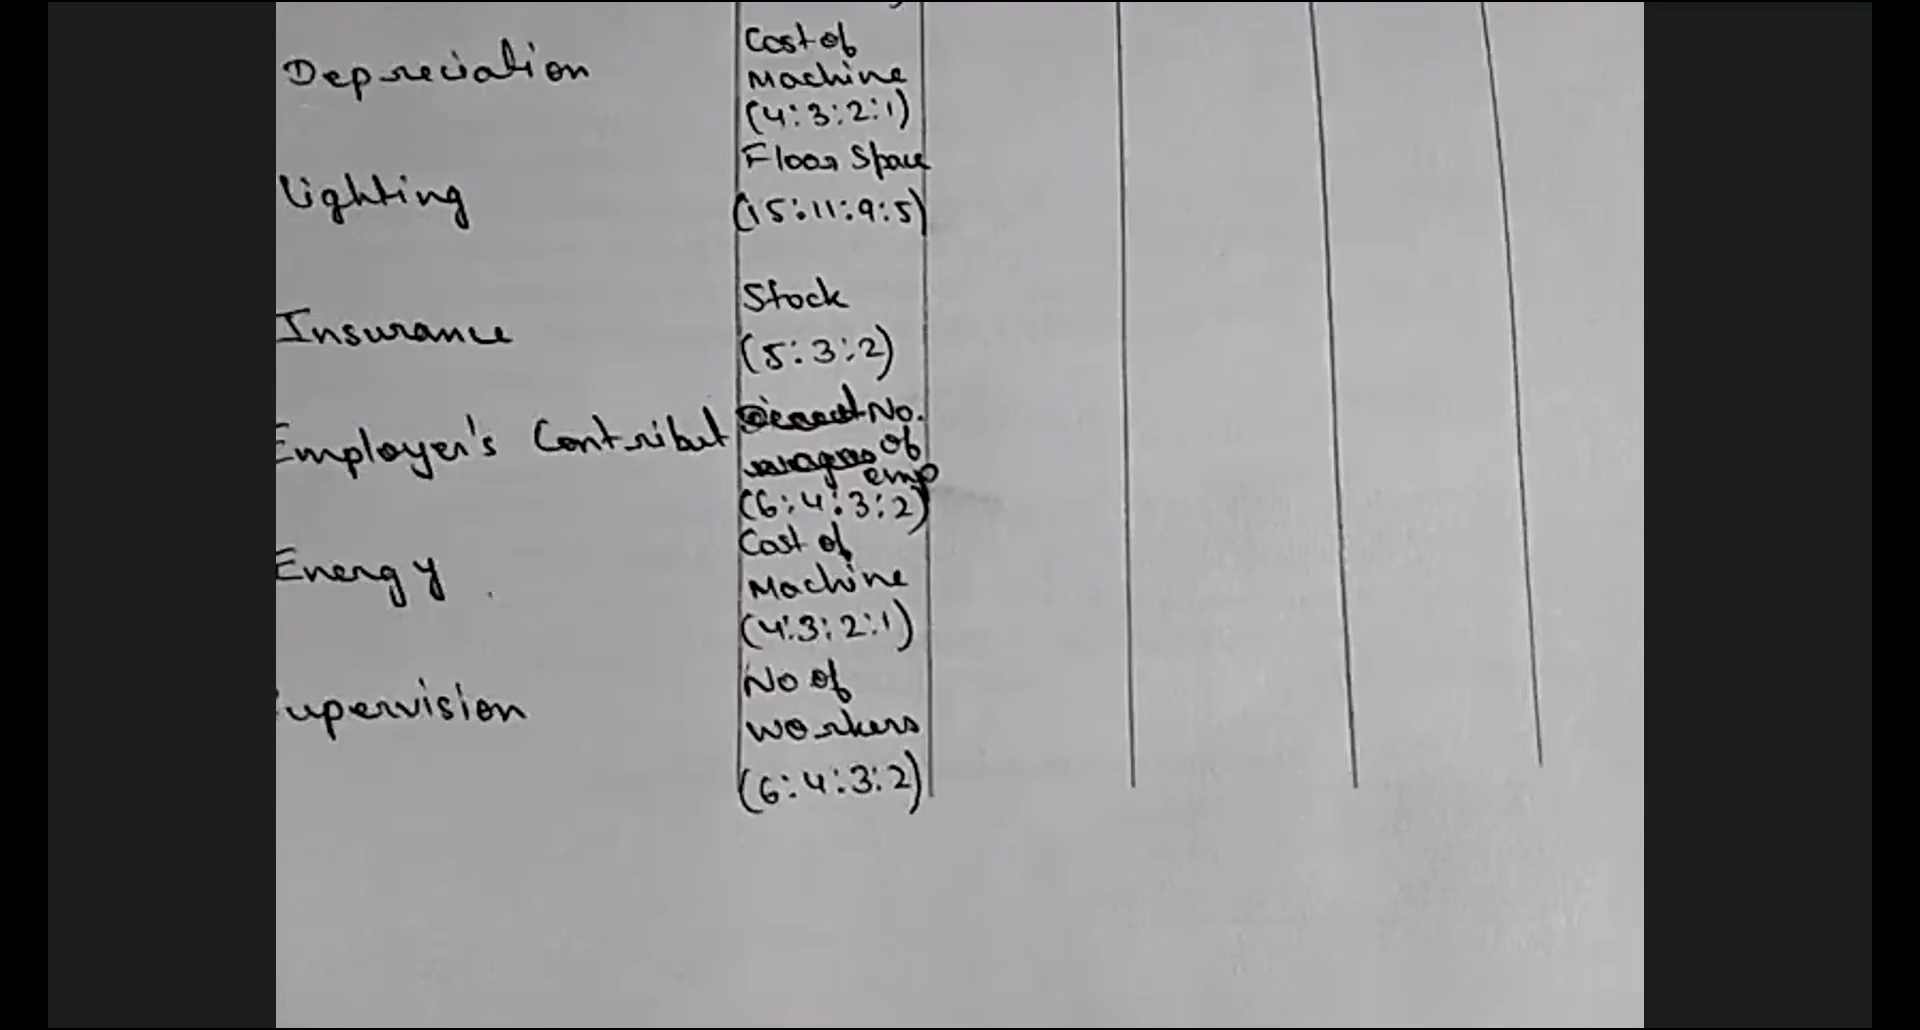 Cost of
Depreciation Machine
(4:3:2:1)
Floor Space
Lighting (15:11:9:5)
Stock
Insurance (5:3:2)
Employer's Contribut No.
of
emp
(6:4:3:2)
Cost of
Energy Machine
(4:3:2:1)
No of
upervision workers
(6:4:3:2)